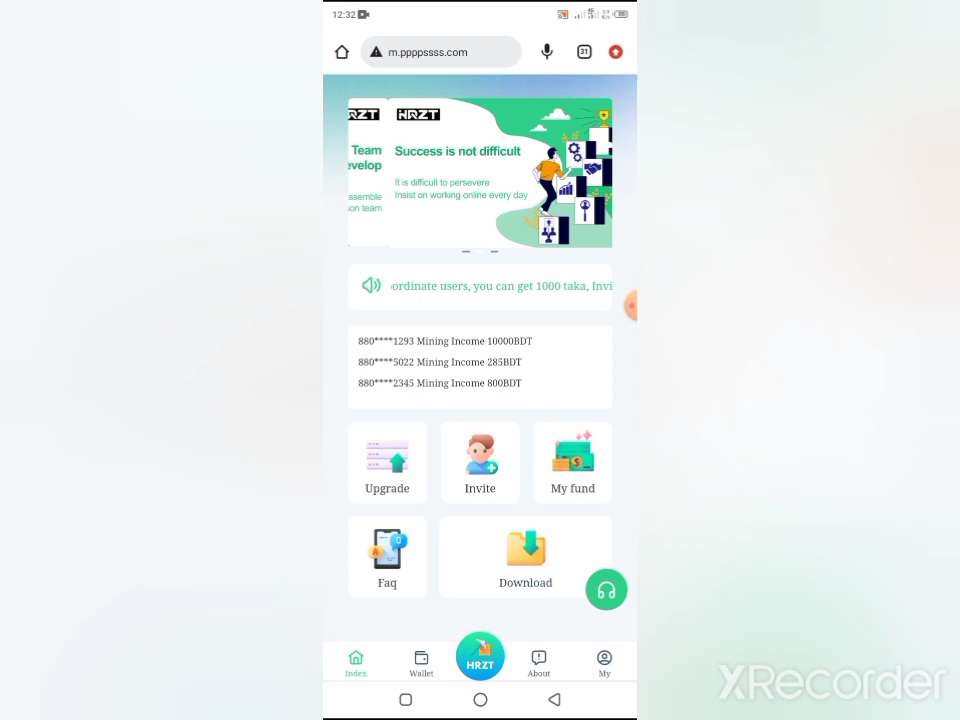 12:32
m.ppppssss.com
31
RZT
Team
evelop
ssemble
on team
HRZT
Success is not difficult
It is difficult to persevere
Insist on working online every day
ordinate users, you can get 1000 taka, Invi
880****1293 Mining Income 10000BDT
880****5022 Mining Income 285BDT
880****2345 Mining Income 800BDT
Upgrade
Invite
My fund
Faq
Download
HRZT
Index
Wallet
About
My
XRecorder